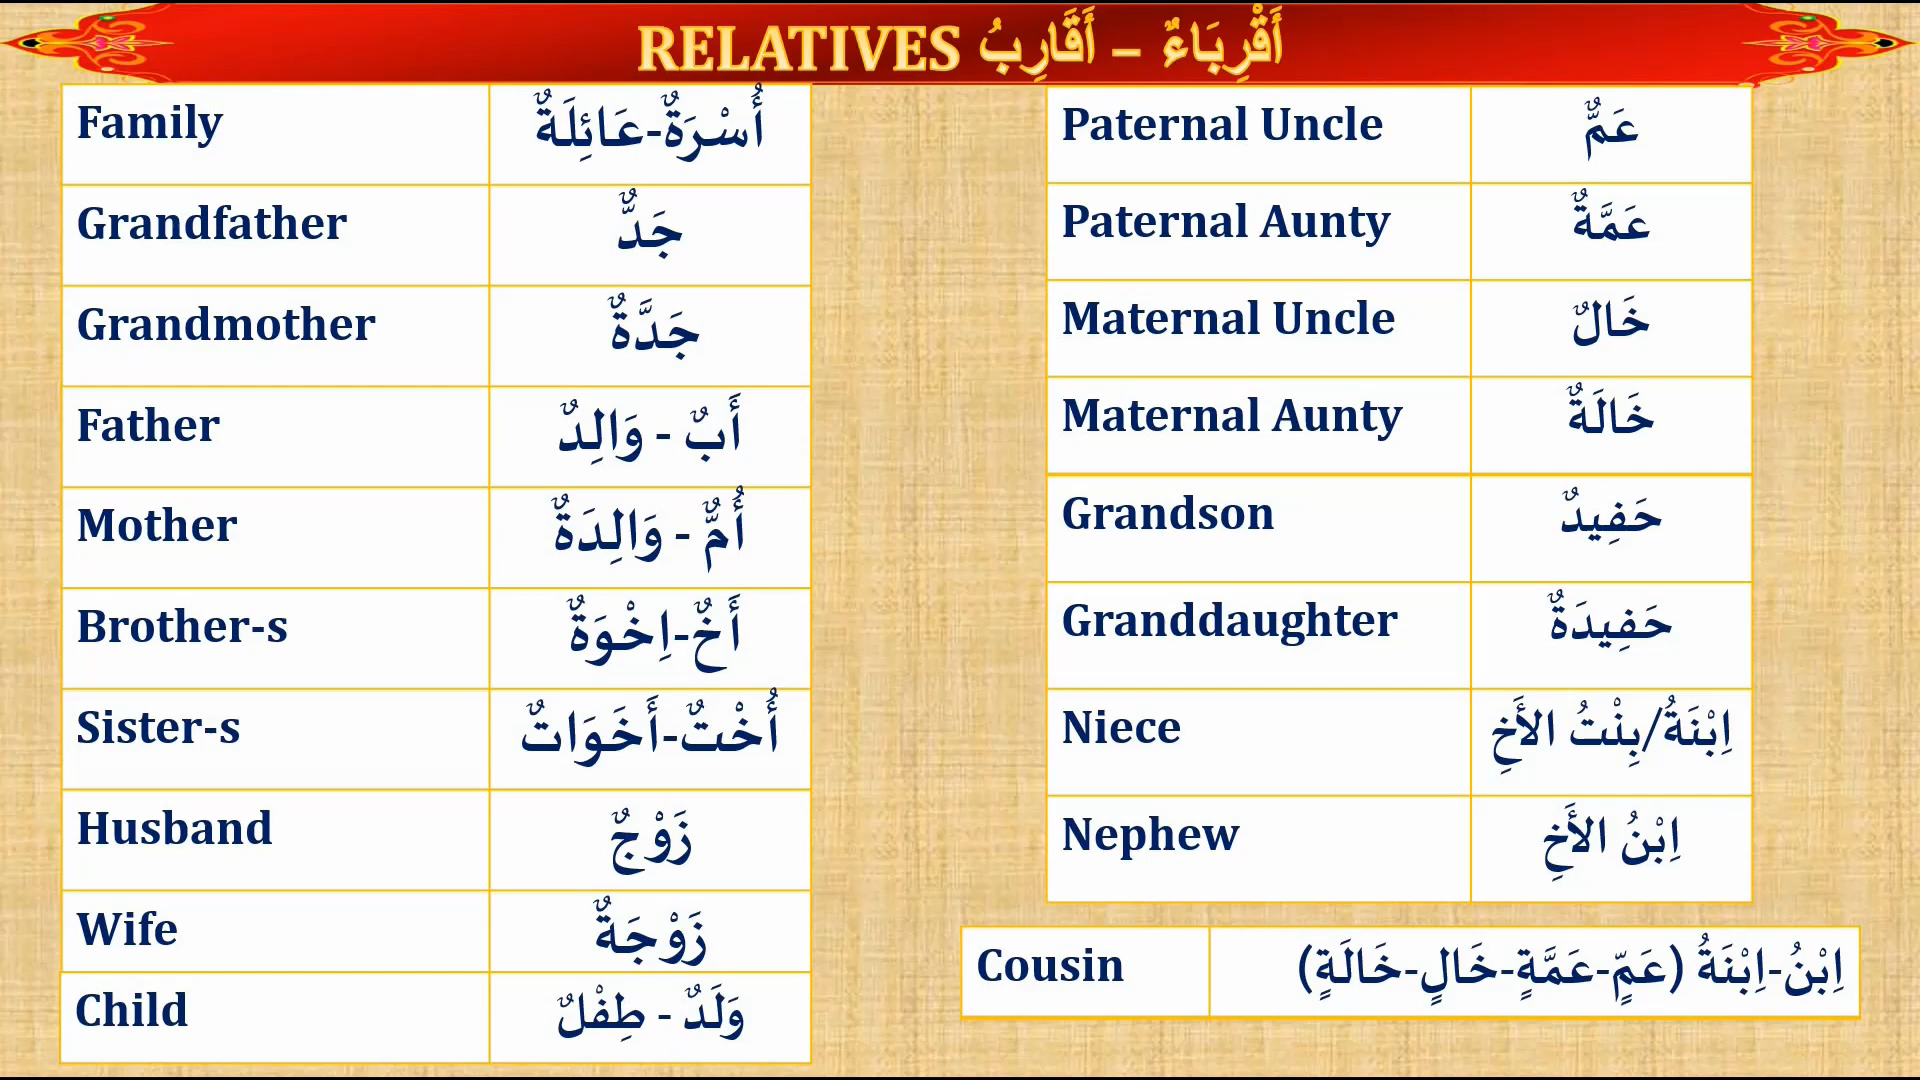 RELATIVES أَقْرِبَاءٌ – أَقَارِبُ
Family أُسْرَةٌ-عَائِلَةٌ
Grandfather جَدٌّ
Grandmother جَدَّةٌ
Father أَبٌ - وَالِدٌ
Mother أُمٌّ - وَالِدَةٌ
Brother-s أَخٌ-اِخْوَةٌ
Sister-s أُخْتٌ-أَخَوَاتٌ
Husband زَوْجٌ
Wife زَوْجَةٌ
Child وَلَدٌ - طِفْلٌ
Paternal Uncle عَمٌّ
Paternal Aunty عَمَّةٌ
Maternal Uncle خَالٌ
Maternal Aunty خَالَةٌ
Grandson حَفِيدٌ
Granddaughter حَفِيدَةٌ
Niece اِبْنَةُ/بِنْتُ الأَخِ
Nephew اِبْنُ الأَخِ
Cousin اِبْنُ-اِبْنَةُ (عَمٍّ-عَمَّةٍ-خَالٍ-خَالَةٍ)